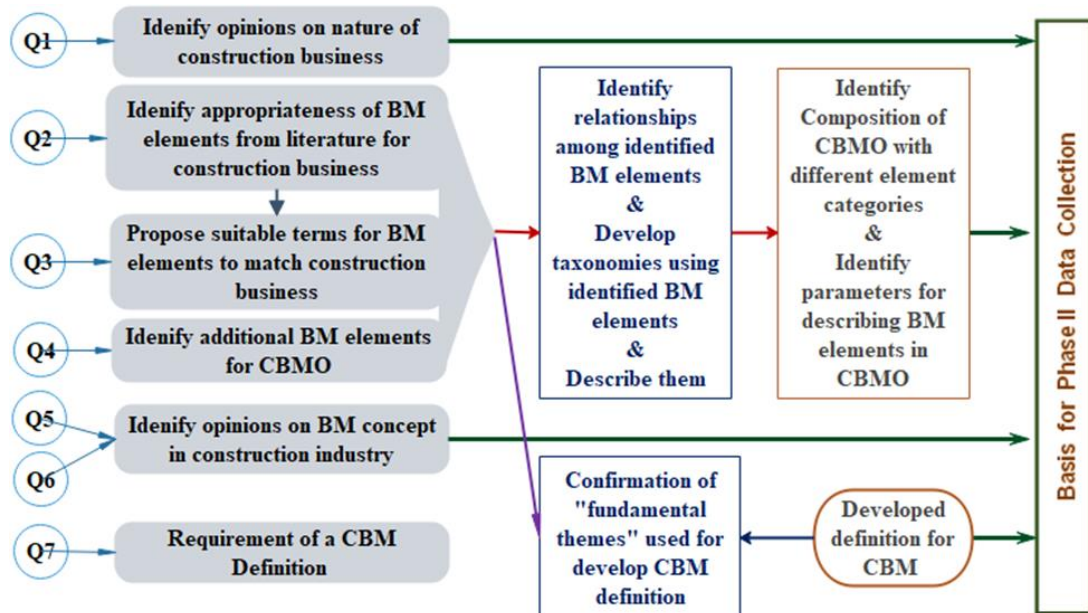 Q1
Idenify opinions on nature of
construction business
Q2
Idenify appropriateness of BM
elements from literature for
construction business
Q3
Propose suitable terms for BM
elements to match construction
business
Q4
Idenify additional BM elements
for CBMO
Q5
Q6
Idenify opinions on BM concept
in construction industry
Q7
Requirement of a CBM
Definition
Identify
relationships
among identified
BM elements
&
Develop
taxonomies using
identified BM
elements
&
Describe them
Identify
Composition of
CBMO with
different element
categories
&
Identify
parameters for
describing BM
elements in
CBMO
Confirmation of
"fundamental
themes" used for
develop CBM
definition
Developed
definition for
CBM
Basis for Phase II Data Collection